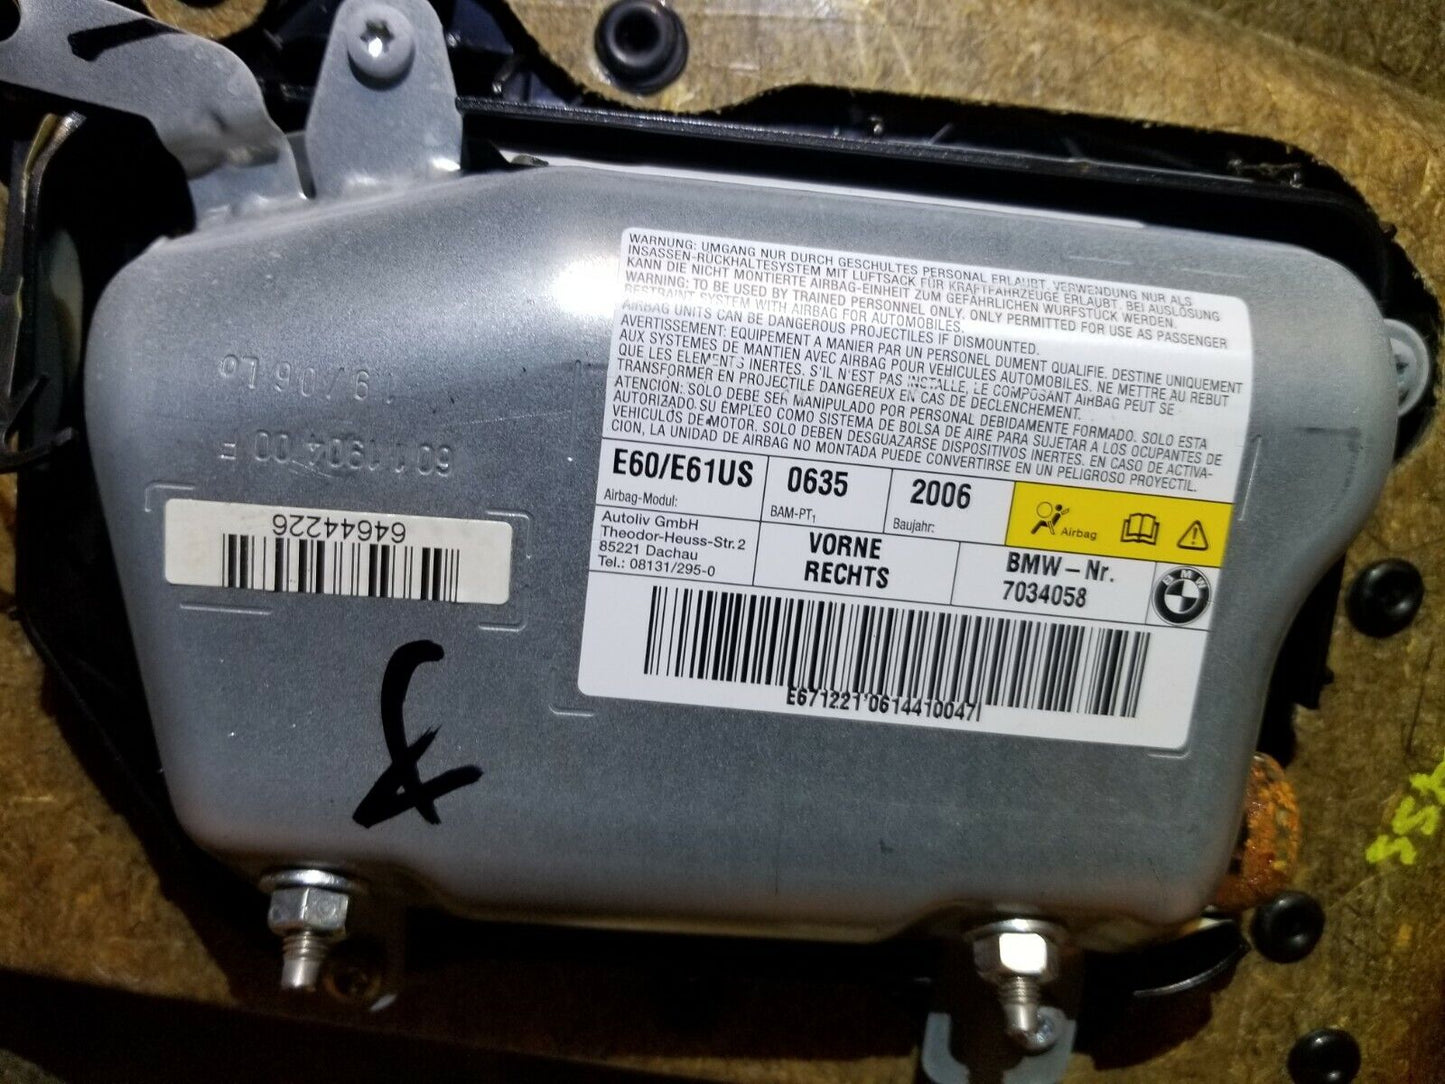 WARNUNG: UMGANG NUR DURCH GESCHULTES PERSONAL ERLAUBT. VERWENDUNG NUR ALS
INSASSEN-RÜCKHALTESYSTEM MIT LUFTSACK FÜR KRAFTFAHRZEUGE ERLAUBT. BEI AUSLÖSUNG
KANN DIE NICHT MONTIERTE AIRBAG-EINHEIT ZUM GEFÄHRLICHEN WURFSTÜCK WERDEN.
WARNING: TO BE USED BY TRAINED PERSONNEL ONLY. ONLY PERMITTED FOR USE AS PASSENGER
RESTRAINT SYSTEM WITH AIRBAG FOR AUTOMOBILES.
AIRBAG UNITS CAN BE DANGEROUS PROJECTILES IF DISMOUNTED.
AVERTISSEMENT: EQUIPEMENT A MANIER PAR UN PERSONEL DUMENT QUALIFIE. DESTINE UNIQUEMENT
AUX SYSTEMES DE MANTIEN AVEC AIRBAG POUR VEHICULES AUTOMOBILES. NE METTRE AU REBUT
QUE LES ELEMENTS INERTES. S'IL N'EST PAS INSTALLE, LE COMPOSANT AIRBAG PEUT SE
TRANSFORMER EN PROJECTILE DANGEREUX EN CAS DE DECLENCHEMENT.
ATENCIÓN: SOLO DEBE SER MANIPULADO POR PERSONAL DEBIDAMENTE FORMADO. SOLO ESTA
AUTORIZADO SU EMPLEO COMO SISTEMA DE BOLSA DE AIRE PARA SUJETAR A LOS OCUPANTES DE
VEHICULOS DE MOTOR. SOLO DEBEN DESGUAZARSE DISPOSITIVOS INERTES. EN CASO DE ACTIVA-
CION, LA UNIDAD DE AIRBAG NO MONTADA PUEDE CONVERTIRSE EN UN PELIGROSO PROYECTIL.
E60/E61US 0635 2006
Airbag-Modul: BAM-PT1 Baujahr: Airbag
Autoliv GmbH
Theodor-Heuss-Str. 2
85221 Dachau
Tel.: 08131/295-0
VORNE
RECHTS
BMW-Nr.
7034058
BMW
E671221'0614410047I
64644226
601190400 F